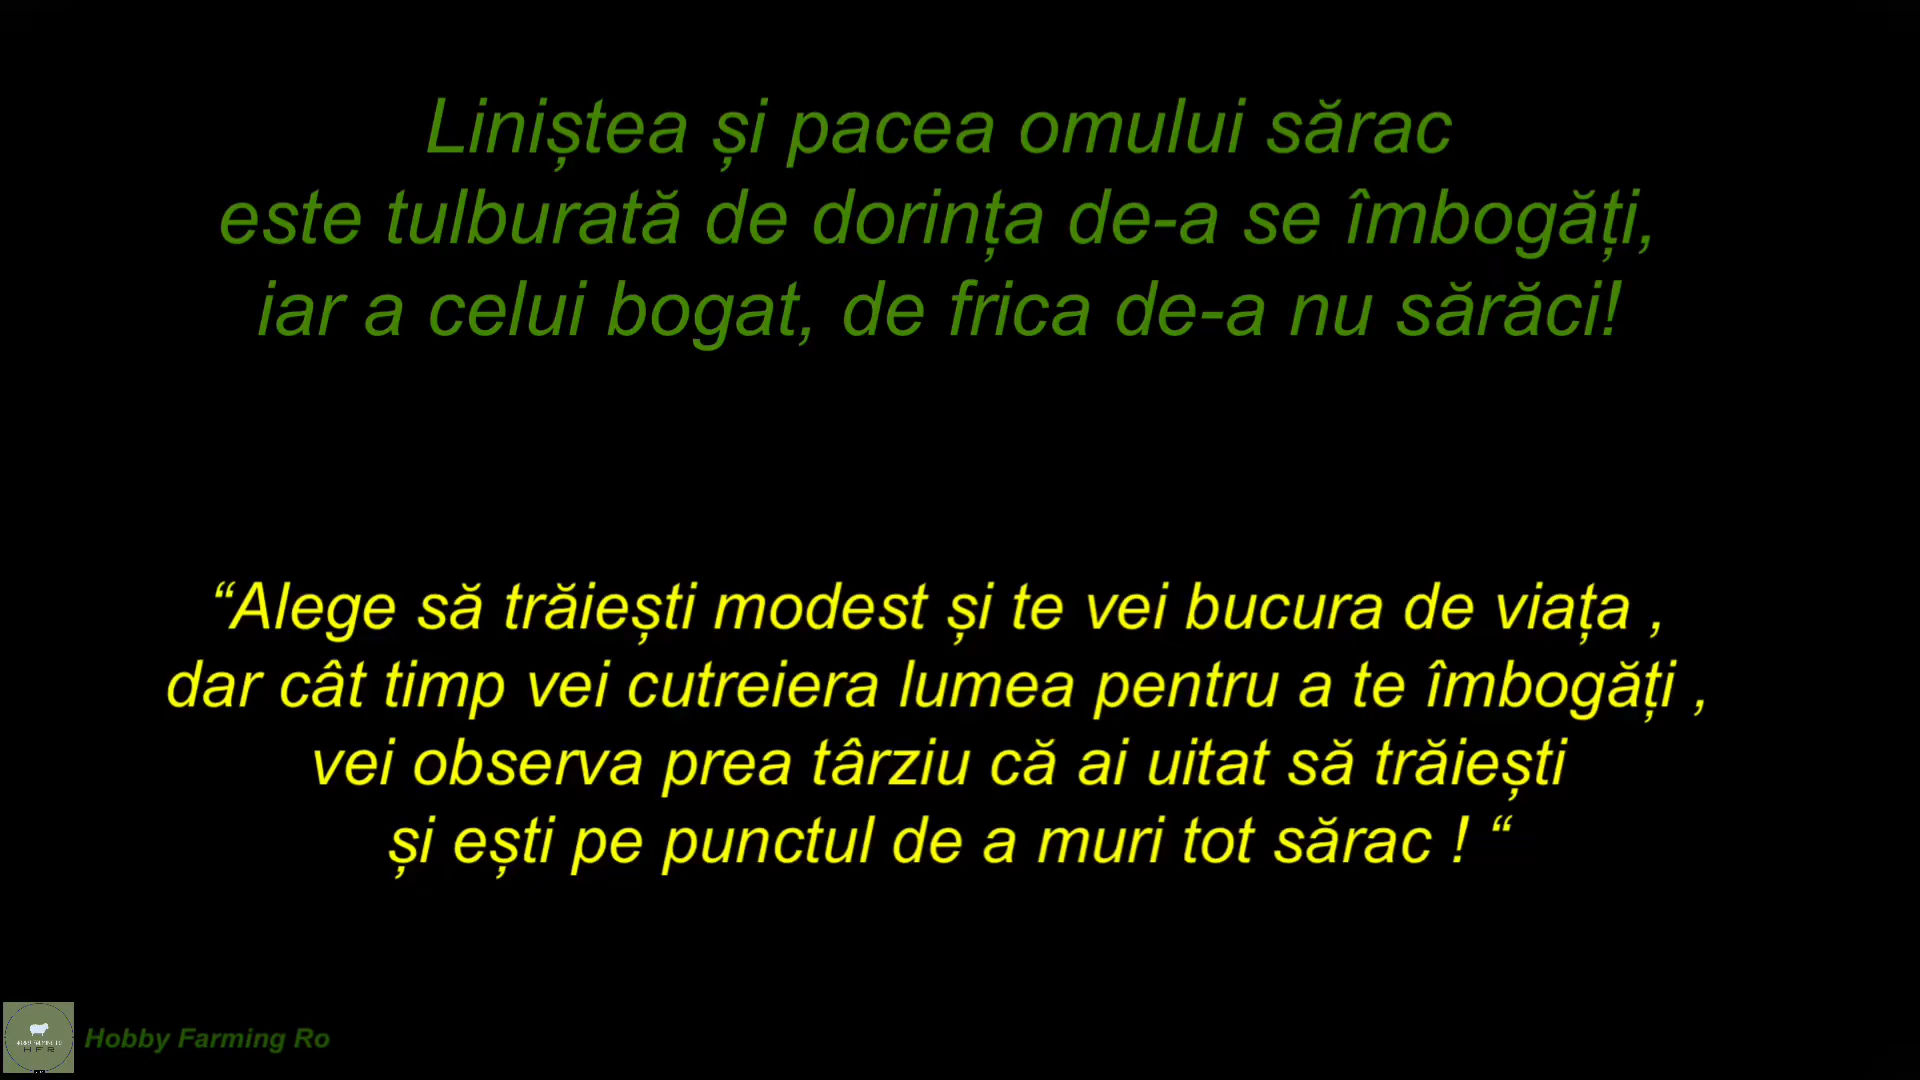 Liniștea și pacea omului sărac
este tulburată de dorința de-a se îmbogăți,
iar a celui bogat, de frica de-a nu sărăci!
“Alege să trăiești modest și te vei bucura de viața ,
dar cât timp vei cutreiera lumea pentru a te îmbogăți ,
vei observa prea târziu că ai uitat să trăiești
și ești pe punctul de a muri tot sărac ! “
HFR
Hobby Farming Ro